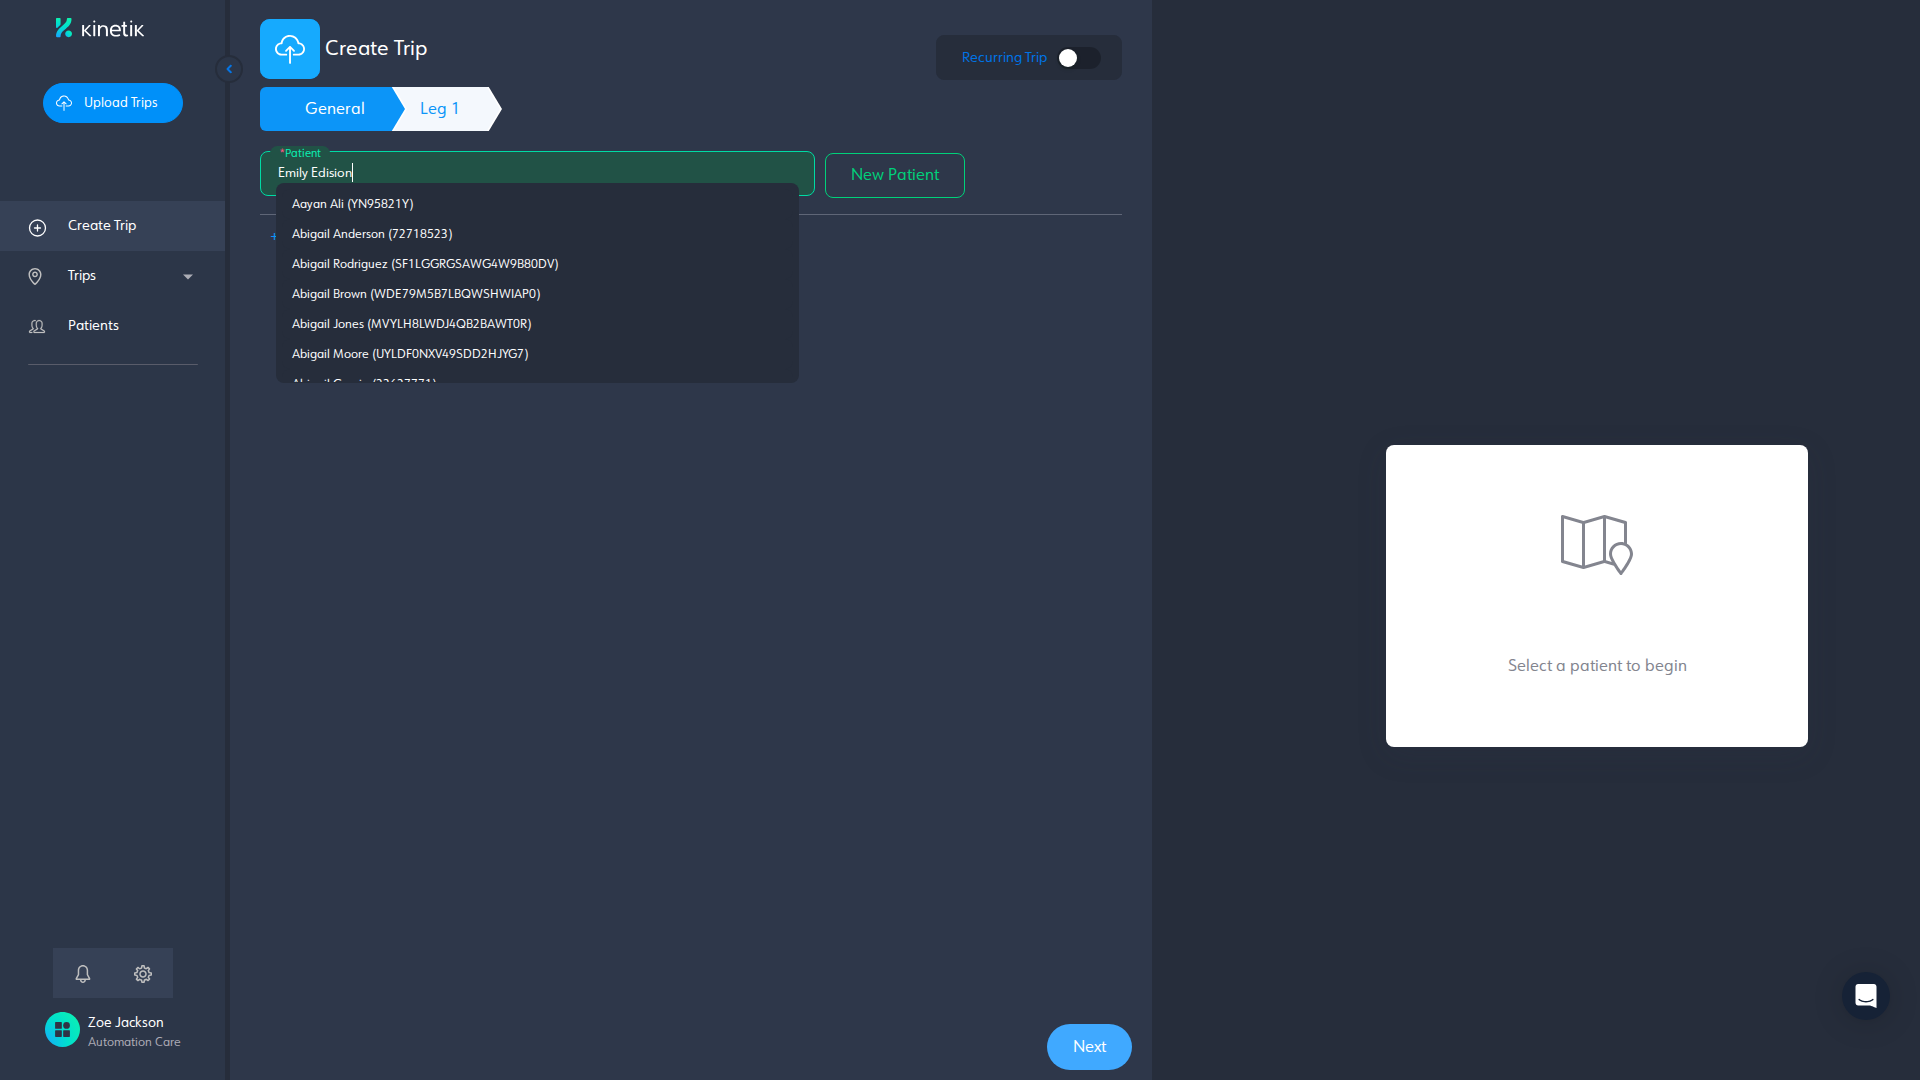 kinetik
Upload Trips
Create Trip
Trips
Patients
Zoe Jackson
Automation Care
Create Trip
Recurring Trip
General
Leg 1
*Patient
Emily Edision
New Patient
Aayan Ali (YN95821Y)
Abigail Anderson (72718523)
Abigail Rodriguez (SF1LGGRGSAWG4W9B80DV)
Abigail Brown (WDE79M5B7LBQWSHWIAP0)
Abigail Jones (MVYLH8LWDJ4QB2BAWT0R)
Abigail Moore (UYLDF0NXV49SDD2HJYG7)
Select a patient to begin
Next